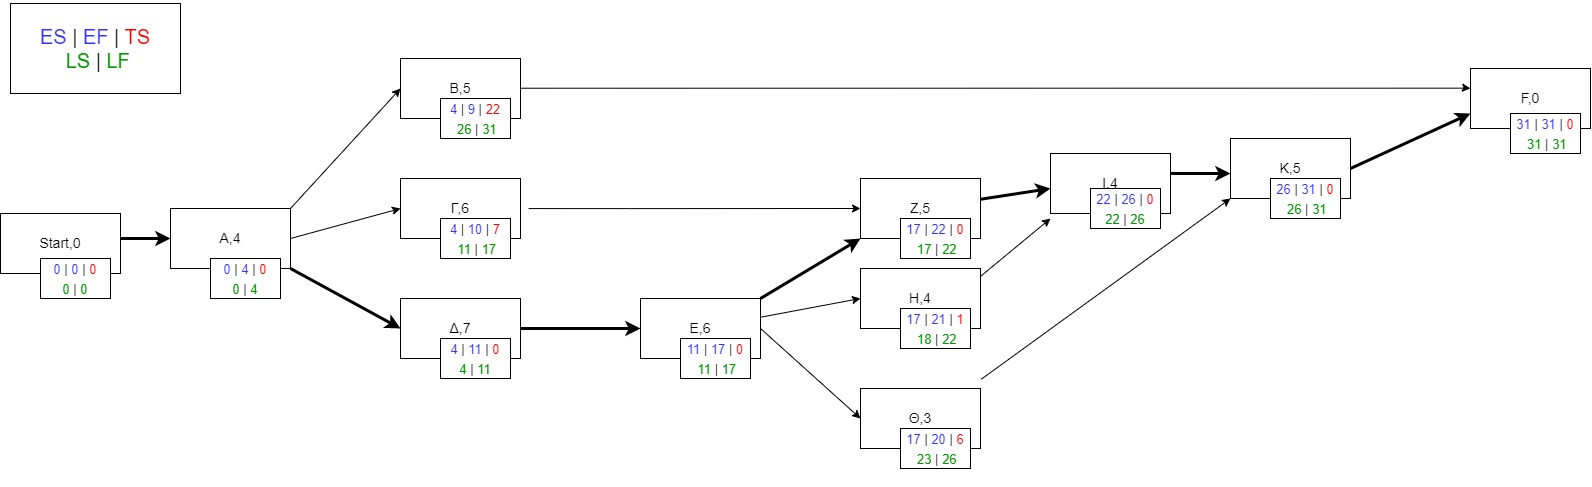 ES | EF | TS
LS | LF
Start,0
0 | 0 | 0
0 | 0
Α,4
0 | 4 | 0
0 | 4
Β,5
4 | 9 | 22
26 | 31
Γ,6
4 | 10 | 7
11 | 17
Δ,7
4 | 11 | 0
4 | 11
Ε,6
11 | 17 | 0
11 | 17
Ζ,5
17 | 22 | 0
17 | 22
Η,4
17 | 21 | 1
18 | 22
Θ,3
17 | 20 | 6
23 | 26
Ι,4
22 | 26 | 0
22 | 26
Κ,5
26 | 31 | 0
26 | 31
F,0
31 | 31 | 0
31 | 31